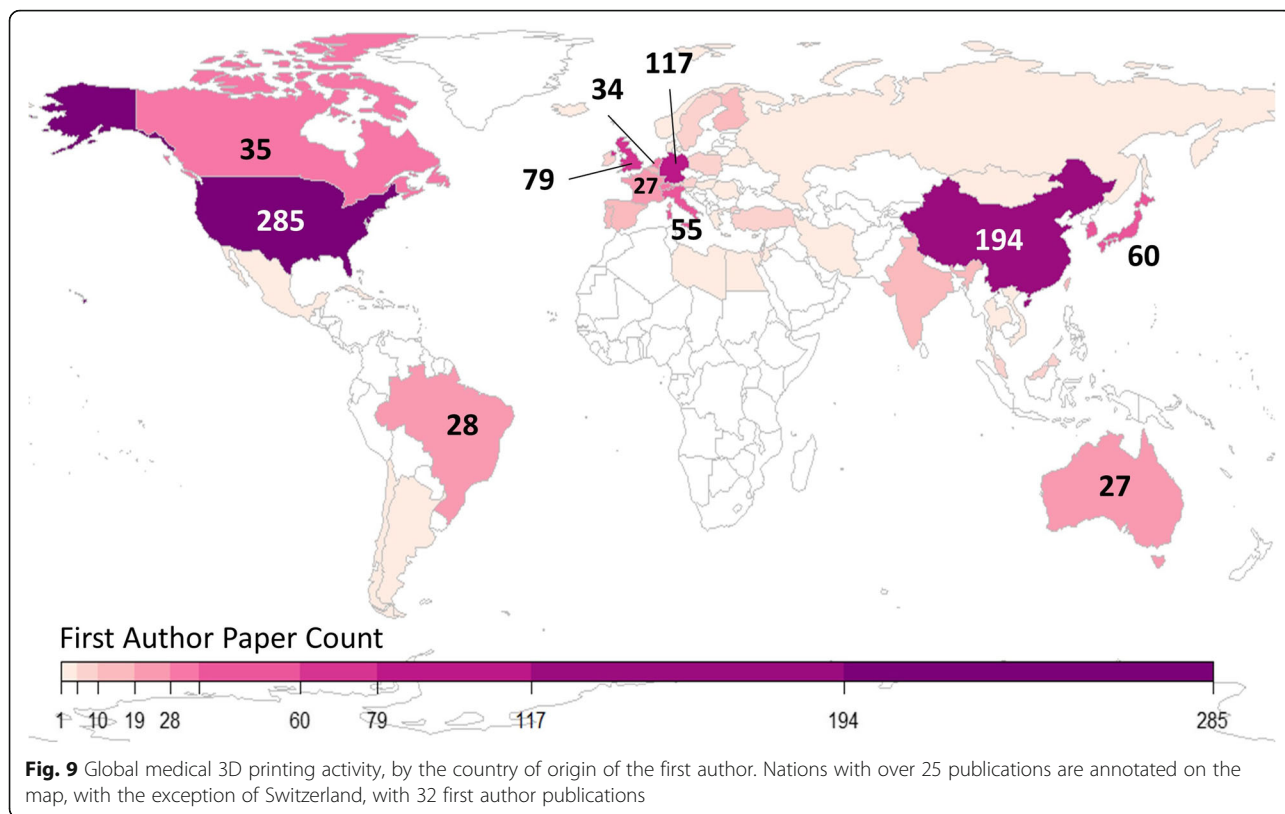 117
34
35
79
27
285
55
194
60
28
27
First Author Paper Count
1 10 19 28 60 79 117 194 285
Fig. 9 Global medical 3D printing activity, by the country of origin of the first author. Nations with over 25 publications are annotated on the
map, with the exception of Switzerland, with 32 first author publications